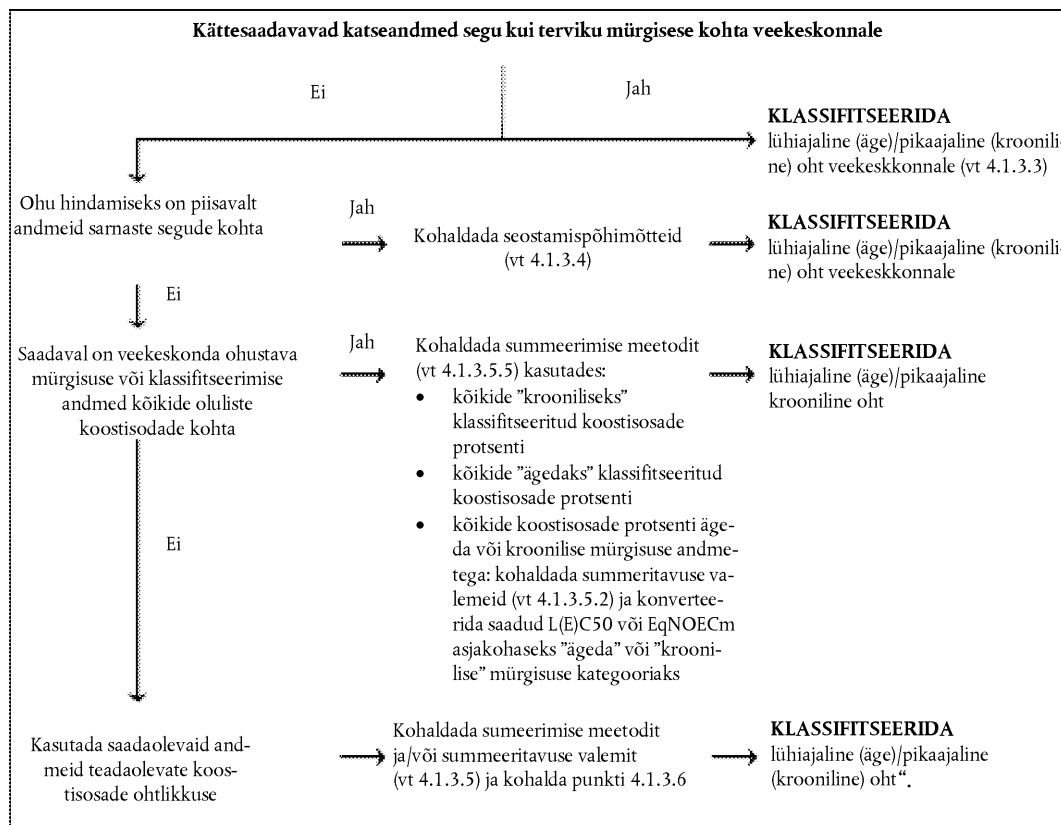 Kättesaadavavad katseandmed segu kui terviku mürgisese kohta veekeskonnale
Ei
Jah
KLASSIFITSEERIDA
lühiajaline (äge)/pikaajaline (kroonili-
ne) oht veekeskkonnale (vt 4.1.3.3)
Ohu hindamiseks on piisavalt
andmeid sarnaste segude kohta
Jah
Kohaldada seostamispõhimõtteid
(vt 4.1.3.4)
KLASSIFITSEERIDA
lühiajaline (äge)/pikaajaline (kroonili-
ne) oht veekeskkonnale
Ei
Saadaval on veekeskonda ohustava
mürgisuse või klassifitseerimise
andmed kõikide oluliste
koostisodade kohta
Jah
Kohaldada summeerimise meetodit
(vt 4.1.3.5.5) kasutades:
• kõikide "krooniliseks"
klassifitseeritud koostisosade
protsenti
• kõikide "ägedaks" klassifitseeritud
koostisosade protsenti
• kõikide koostisosade protsenti äge-
da või kroonilise mürgisuse andme-
tega: kohaldada summeritavuse va-
lemeid (vt 4.1.3.5.2) ja konverteeri-
da saadud L(E)C50 või EqNOECm
asjakohaseks "ägeda" või "krooni-
lise" mürgisuse kategooriaks
KLASSIFITSEERIDA
lühiajaline (äge)/pikaajaline
krooniline oht
Ei
Kasutada saadaolevaid and-
meid teadaolevate koos-
tisosade ohtlikkuse
Kohaldada sumeerimise meetodit
ja/või summeeritavuse valemit
(vt 4.1.3.5) ja kohalda punkti 4.1.3.6
KLASSIFITSEERIDA
lühiajaline (äge)/pikaajaline
(krooniline) oht“.